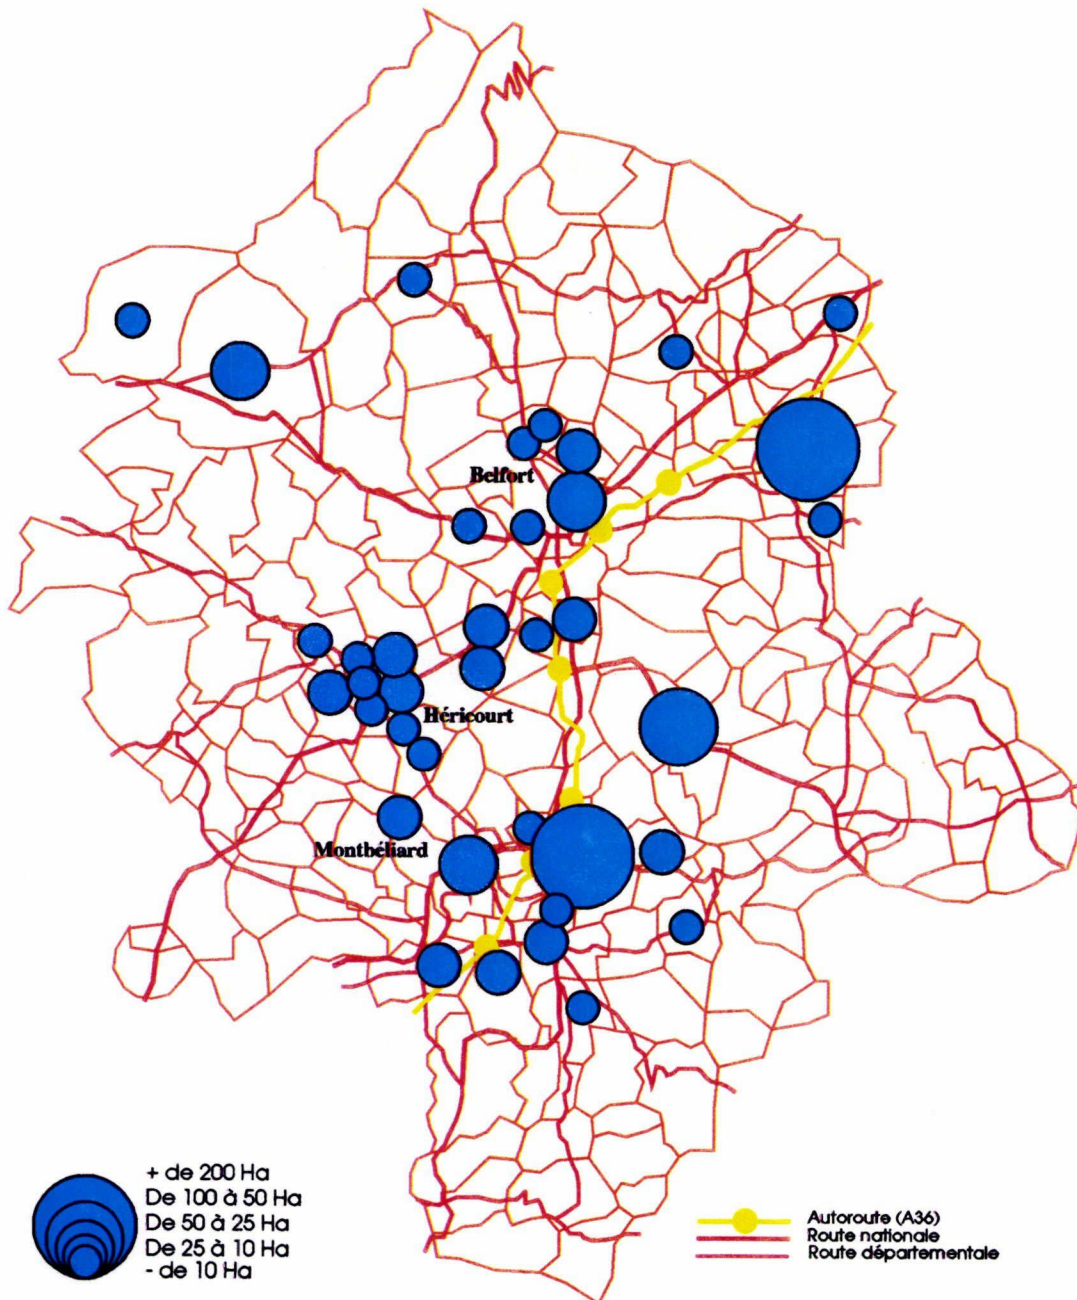 Belfort
Héricourt
Montbéliard
+ de 200 Ha
De 100 à 50 Ha
De 50 à 25 Ha
De 25 à 10 Ha
- de 10 Ha
Autoroute (A36)
Route nationale
Route départementale